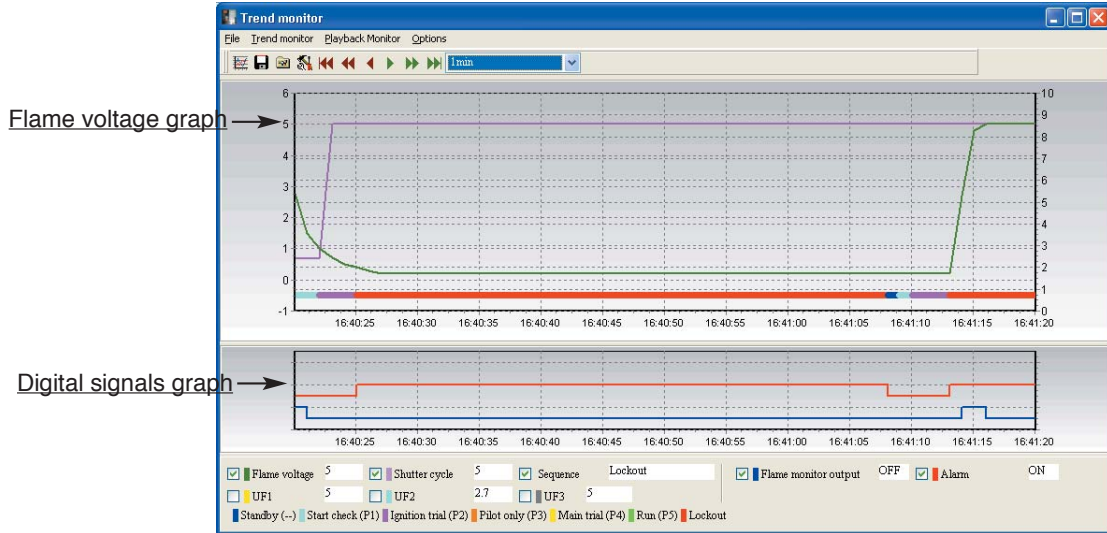 Trend monitor
File Trend monitor Playback Monitor Options
1min
Flame voltage graph
6 10
5 9
4 8
3 7
2 6
1 5
0 4
-1 3
2
1
0
16:40:25 16:40:30 16:40:35 16:40:40 16:40:45 16:40:50 16:40:55 16:41:00 16:41:05 16:41:10 16:41:15 16:41:20
Digital signals graph
16:40:25 16:40:30 16:40:35 16:40:40 16:40:45 16:40:50 16:40:55 16:41:00 16:41:05 16:41:10 16:41:15 16:41:20
Flame voltage 5 Shutter cycle 5 Sequence Lockout Flame monitor output OFF Alarm ON
UF1 5 UF2 2.7 UF3 5
Standby (--) Start check (P1) Ignition trial (P2) Pilot only (P3) Main trial (P4) Run (P5) Lockout